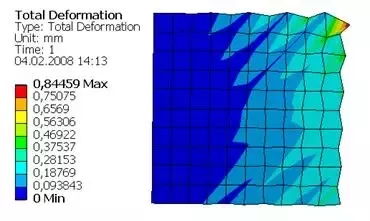 Total Deformation
Type: Total Deformation
Unit: mm
Time: 1
04.02.2008 14:13
0,84459 Max
0,75075
0,6569
0,56306
0,46922
0,37537
0,28153
0,18769
0,093843
0 Min